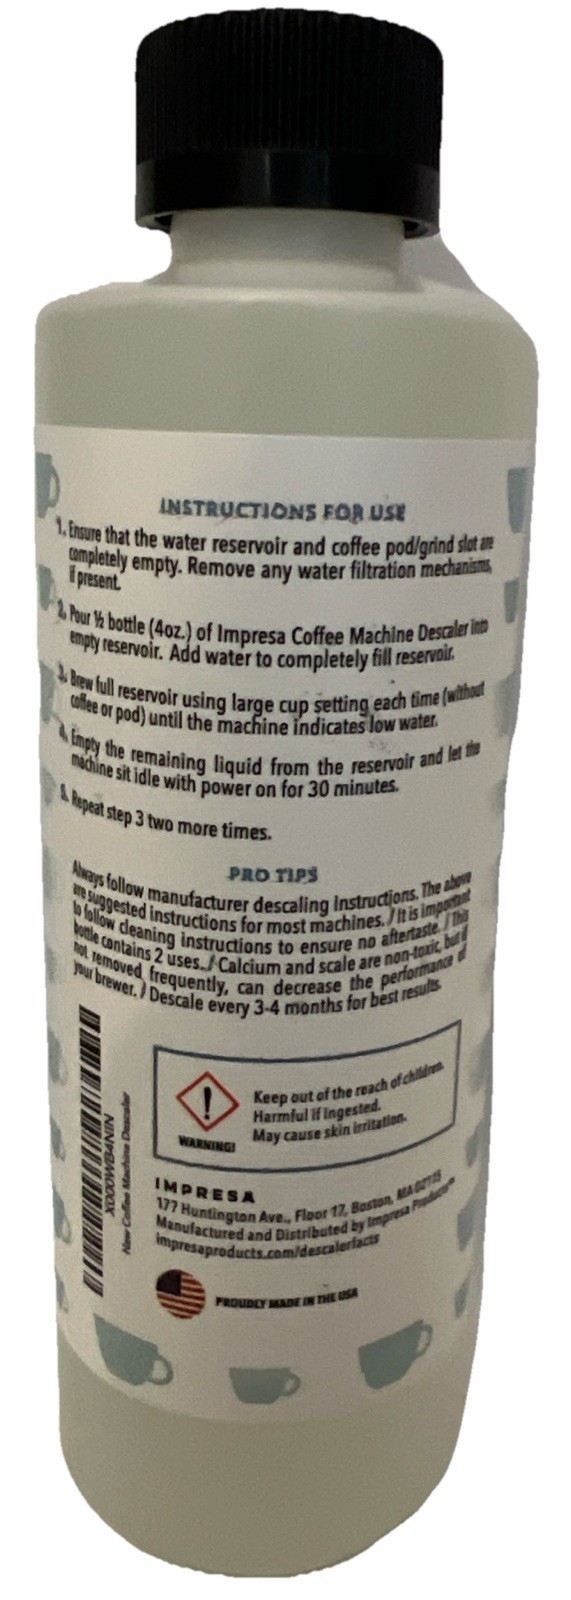 INSTRUCTIONS FOR USE
1. Ensure that the water reservoir and coffee pod/grind slot are
completely empty. Remove any water filtration mechanisms,
if present.
2. Pour ½ bottle (4oz.) of Impresa Coffee Machine Descaler into
empty reservoir. Add water to completely fill reservoir.
3. Brew full reservoir using large cup setting each time (without
coffee or pod) until the machine indicates low water.
4. Empty the remaining liquid from the reservoir and let the
machine sit idle with power on for 30 minutes.
5. Repeat step 3 two more times.
PRO TIPS
Always follow manufacturer descaling instructions. The above
are suggested instructions for most machines. / It is important
to follow cleaning instructions to ensure no aftertaste. / This
bottle contains 2 uses. / Calcium and scale are non-toxic, but if
not removed frequently, can decrease the performance of
your brewer. / Descale every 3-4 months for best results.
X000WB4NIN
New Coffee Machine Descaler
WARNING!
Keep out of the reach of children.
Harmful if ingested.
May cause skin irritation.
IMPRESA
177 Huntington Ave., Floor 17, Boston, MA 02115
Manufactured and Distributed by Impresa Products™
impresaproducts.com/descalerfacts
PROUDLY MADE IN THE USA